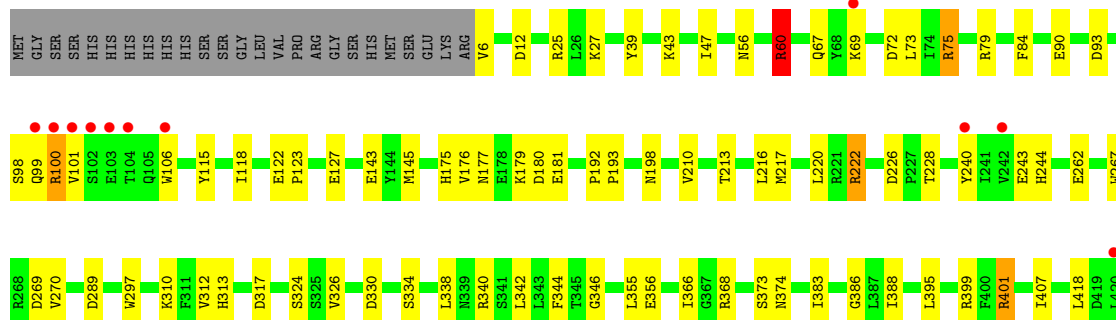 MET GLY SER SER HIS HIS HIS HIS HIS HIS SER SER GLY LEU VAL PRO ARG GLY SER HIS MET SER GLU LYS ARG V6 D12 R25 L26 K27 Y39 K43 I47 N56 R60 Q67 Y68 K69 D72 L73 I74 R75 R79 F84 E90 D93
S98 Q99 R100 V101 S102 E103 T104 Q105 W106 Y115 I118 E122 P123 E127 E143 Y144 M145 H175 V176 N177 E178 K179 D180 E181 P192 P193 N198 V210 T213 L216 M217 L220 R221 R222 D226 P227 T228 Y240 I241 V242 E243 H244 E262 W267
R268 D269 V270 D289 W297 K310 F311 V312 H313 D317 S324 S325 V326 D330 S334 L338 N339 R340 S341 L342 L343 F344 T345 G346 L355 E356 I366 G367 R368 S373 N374 I383 G386 L387 I388 L395 R399 F400 R401 I407 L418 D419